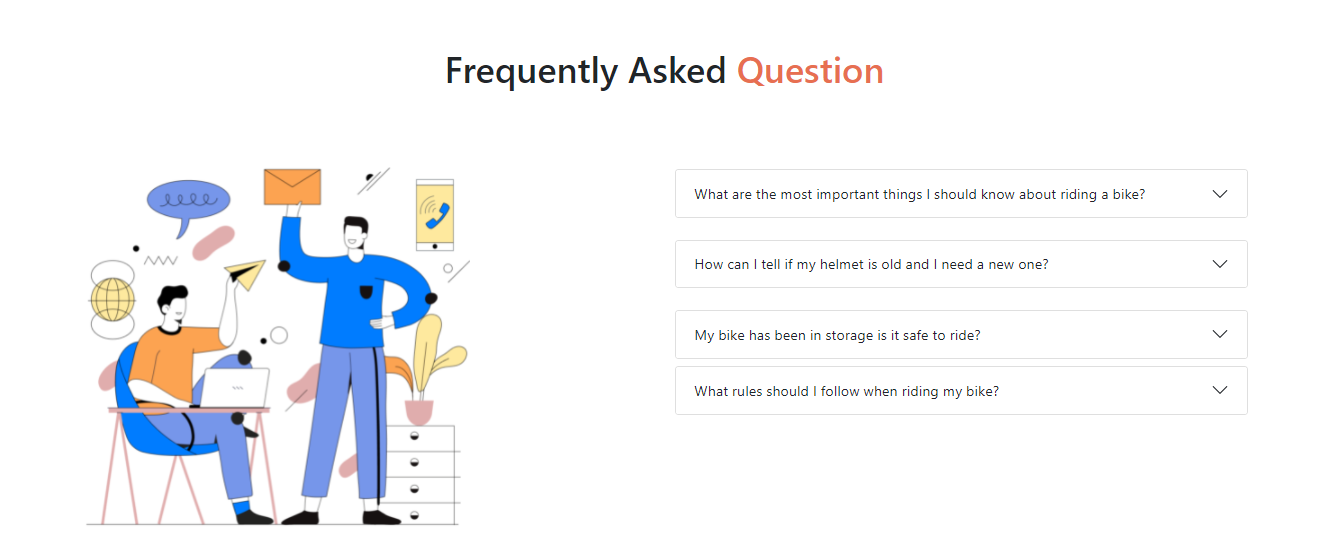 Frequently Asked Question
What are the most important things I should know about riding a bike?
How can I tell if my helmet is old and I need a new one?
My bike has been in storage is it safe to ride?
What rules should I follow when riding my bike?